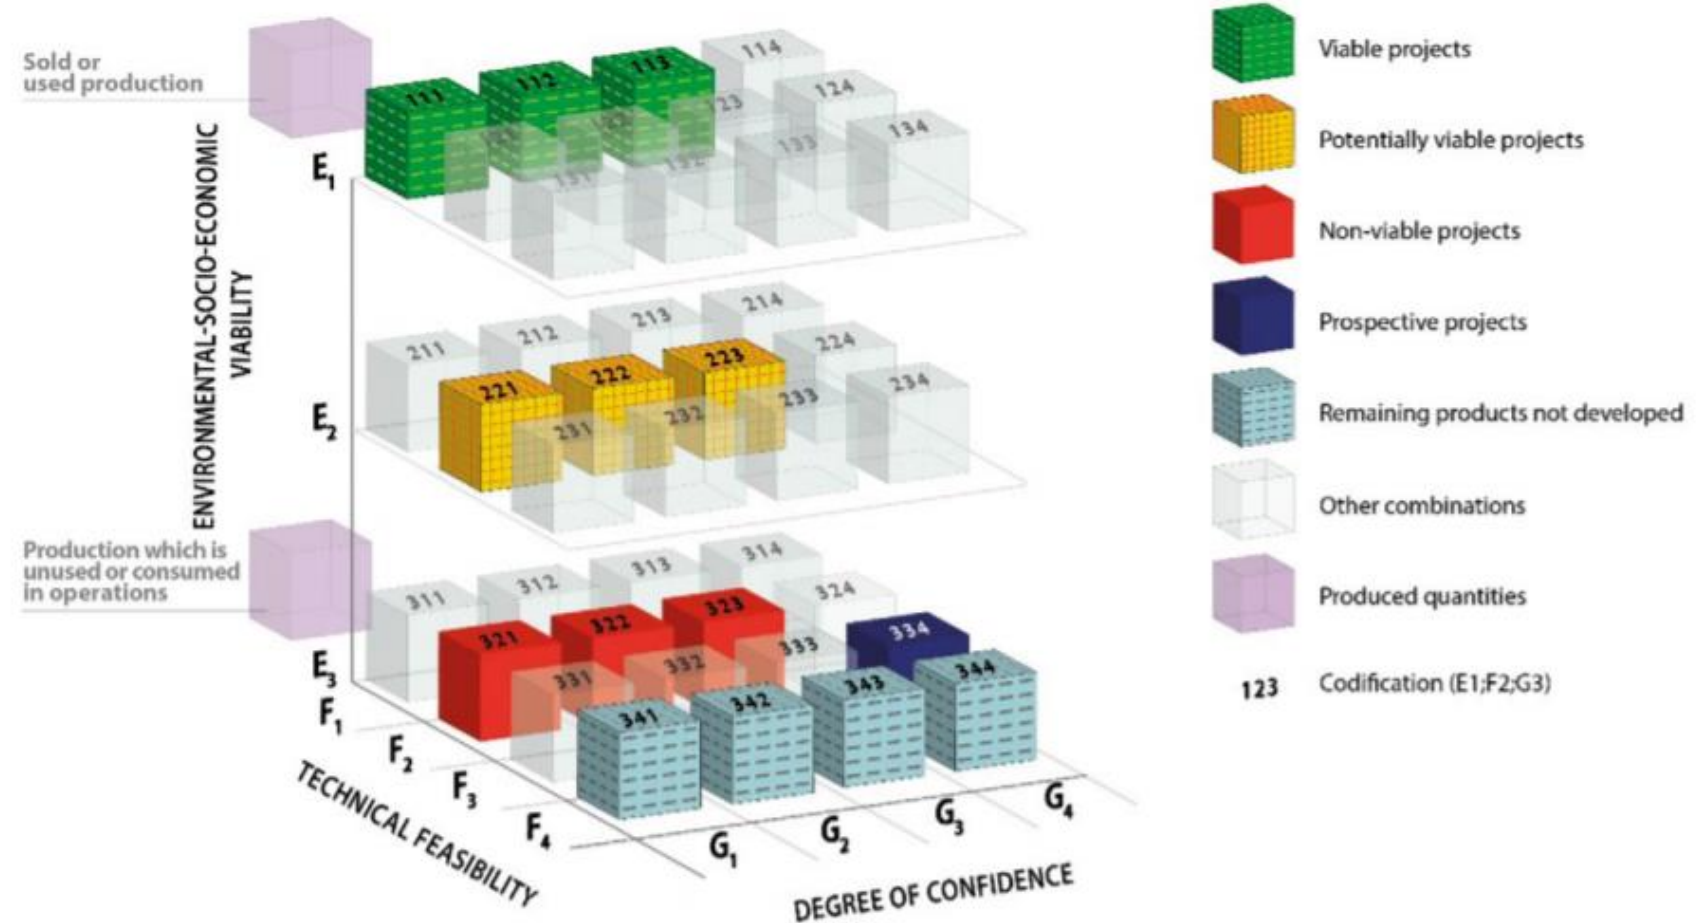 Sold or
used production
ENVIRONMENTAL-SOCIO-ECONOMIC
VIABILITY
E1
111
112
113
114
123
124
131
132
133
134
E2
211
212
213
214
221
222
223
224
231
232
233
234
Production which is
unused or consumed
in operations
E3
311
312
313
314
321
322
323
324
331
332
333
334
341
342
343
344
F1
F2
F3
F4
TECHNICAL FEASIBILITY
G1
G2
G3
G4
DEGREE OF CONFIDENCE
Viable projects
Potentially viable projects
Non-viable projects
Prospective projects
Remaining products not developed
Other combinations
Produced quantities
123 Codification (E1;F2;G3)